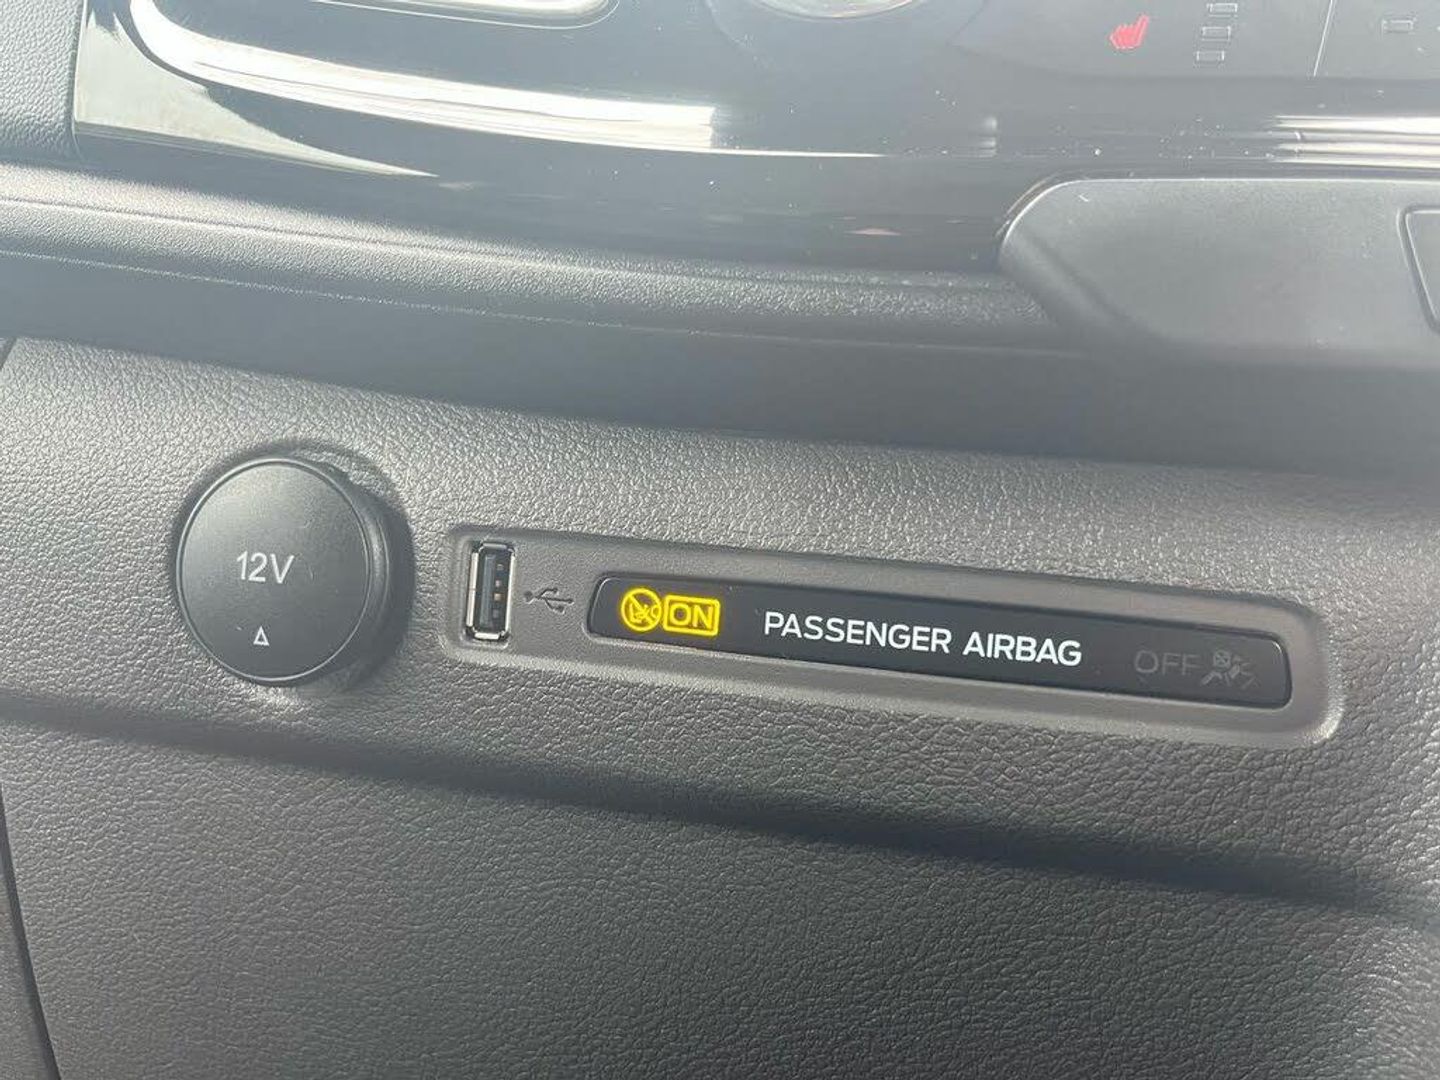 12V
ON PASSENGER AIRBAG OFF